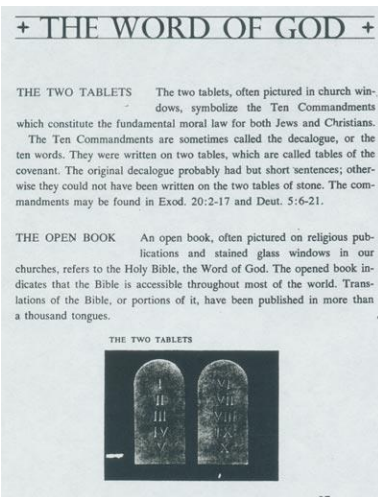 + THE WORD OF GOD +
THE TWO TABLETS The two tablets, often pictured in church win-
dows, symbolize the Ten Commandments
which constitute the fundamental moral law for both Jews and Christians.
The Ten Commandments are sometimes called the decalogue, or the
ten words. They were written on two tables, which are called tables of the
covenant. The original decalogue probably had but short sentences; other-
wise they could not have been written on the two tables of stone. The com-
mandments may be found in Exod. 20:2-17 and Deut. 5:6-21.
THE OPEN BOOK An open book, often pictured on religious pub-
lications and stained glass windows in our
churches, refers to the Holy Bible, the Word of God. The opened book in-
dicates that the Bible is accessible throughout most of the world. Trans-
lations of the Bible, or portions of it, have been published in more than
a thousand tongues.
THE TWO TABLETS
I VI
II VII
III VIII
IV IX
V X